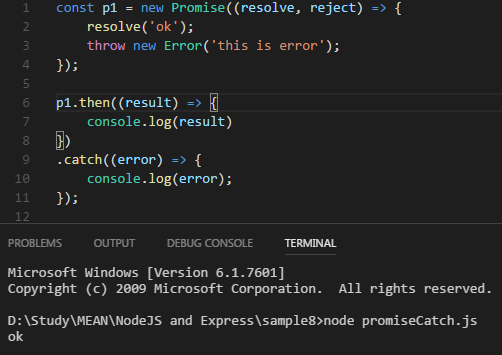 1 const p1 = new Promise((resolve, reject) => {
2     resolve('ok');
3     throw new Error('this is error');
4 });
5
6 p1.then((result) => {
7     console.log(result)
8 })
9 .catch((error) => {
10     console.log(error);
11 });
12
PROBLEMS OUTPUT DEBUG CONSOLE TERMINAL
Microsoft Windows [Version 6.1.7601]
Copyright (c) 2009 Microsoft Corporation.  All rights reserved.
D:\Study\MEAN\NodeJS and Express\sample8>node promiseCatch.js
ok